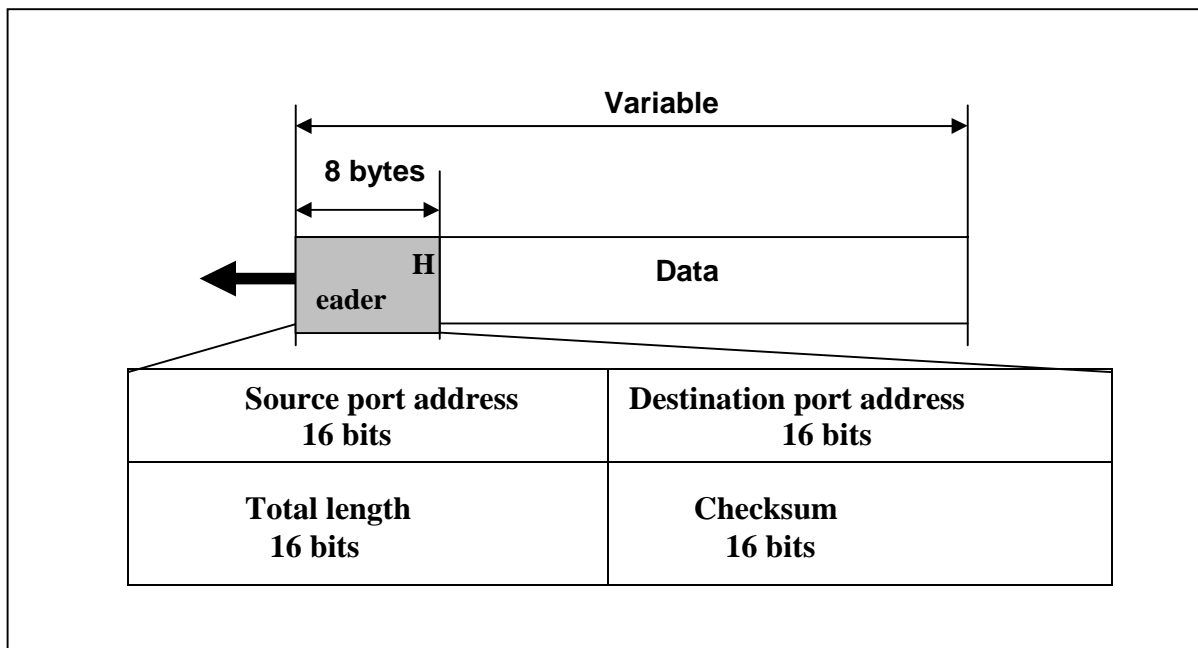 Variable
8 bytes
H
eader
Data
Source port address
16 bits
Destination port address
16 bits
Total length
16 bits
Checksum
16 bits